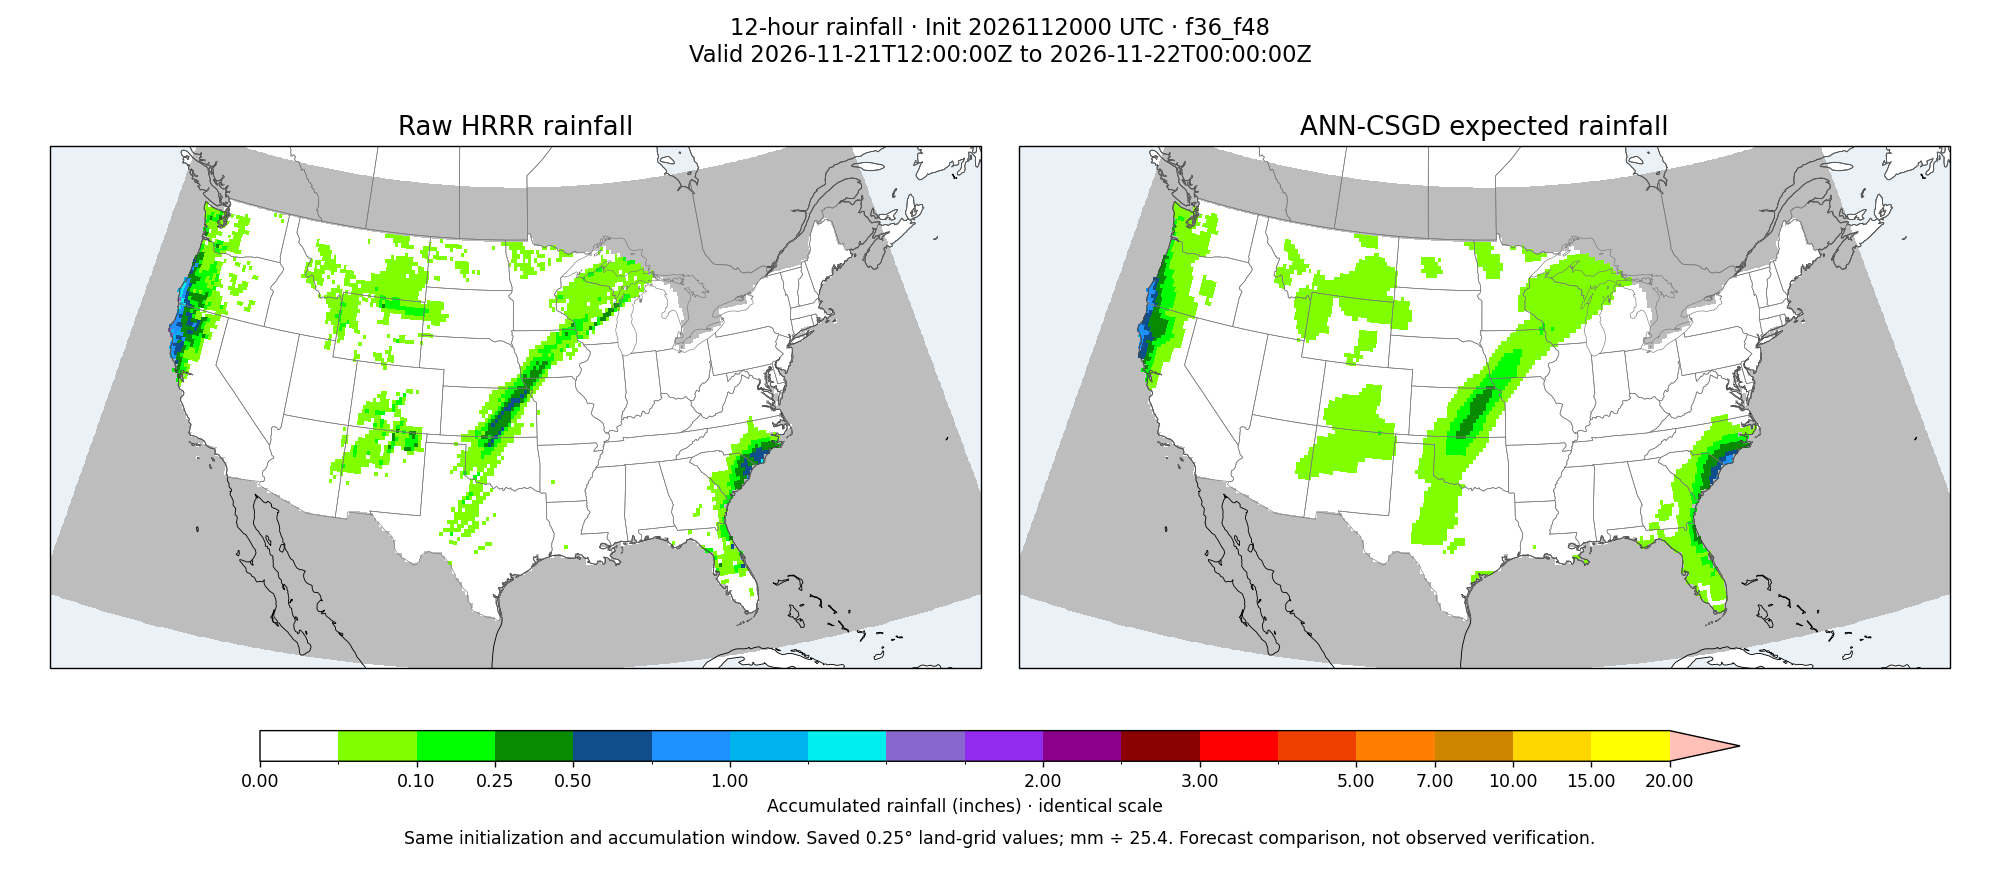 12-hour rainfall · Init 2026112000 UTC · f36_f48
Valid 2026-11-21T12:00:00Z to 2026-11-22T00:00:00Z
Raw HRRR rainfall
ANN-CSGD expected rainfall
0.00 0.10 0.25 0.50 1.00 2.00 3.00 5.00 7.00 10.00 15.00 20.00
Accumulated rainfall (inches) · identical scale
Same initialization and accumulation window. Saved 0.25° land-grid values; mm ÷ 25.4. Forecast comparison, not observed verification.